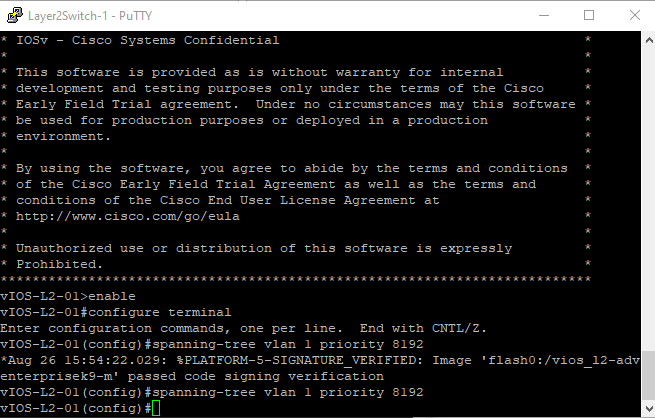 Layer2Switch-1 - PuTTY
* IOSv - Cisco Systems Confidential                                       *
*                                                                         *
* This software is provided as is without warranty for internal           *
* development and testing purposes only under the terms of the Cisco      *
* Early Field Trial agreement.  Under no circumstances may this software  *
* be used for production purposes or deployed in a production             *
* environment.                                                            *
*                                                                         *
* By using the software, you agree to abide by the terms and conditions   *
* of the Cisco Early Field Trial Agreement as well as the terms and       *
* conditions of the Cisco End User License Agreement at                   *
* http://www.cisco.com/go/eula                                            *
*                                                                         *
* Unauthorized use or distribution of this software is expressly          *
* Prohibited.                                                             *
***************************************************************************
vIOS-L2-01>enable
vIOS-L2-01#configure terminal
Enter configuration commands, one per line.  End with CNTL/Z.
vIOS-L2-01(config)#spanning-tree vlan 1 priority 8192
*Aug 26 15:54:22.029: %PLATFORM-5-SIGNATURE_VERIFIED: Image 'flash0:/vios_l2-adv
enterprisek9-m' passed code signing verification
vIOS-L2-01(config)#spanning-tree vlan 1 priority 8192
vIOS-L2-01(config)#